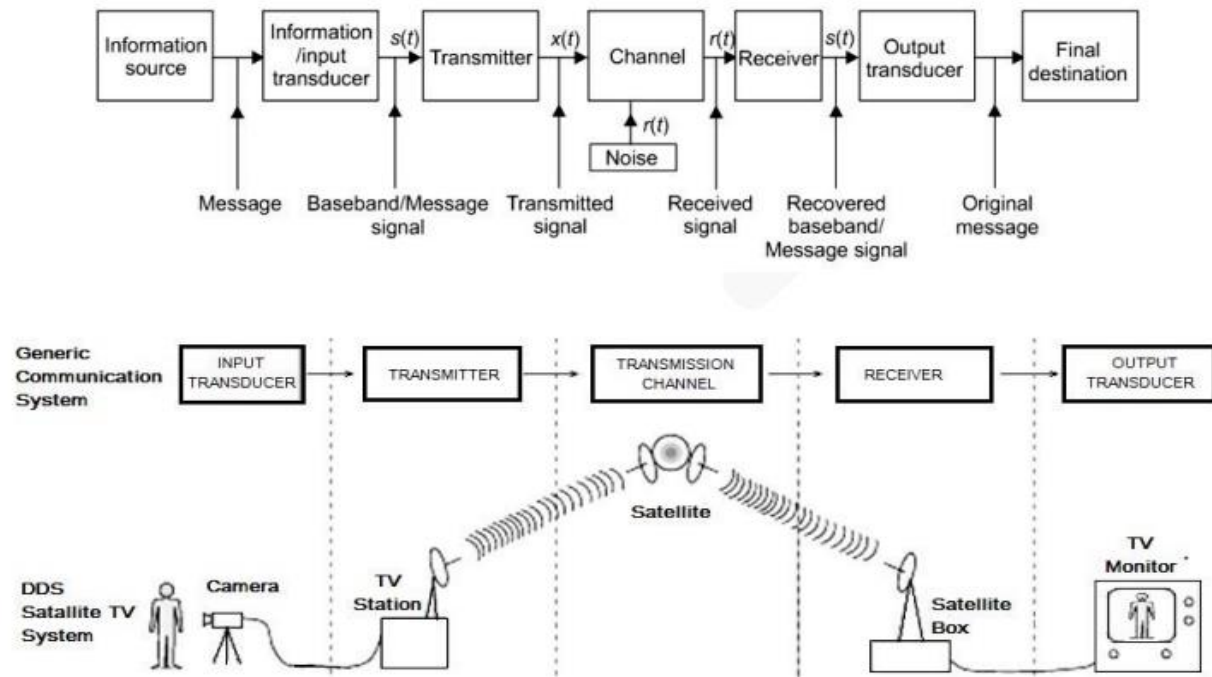 Information
source
Information
/input
transducer
s(t)
Transmitter
x(t)
Channel
r(t)
Receiver
s(t)
Output
transducer
Final
destination
r(t)
Noise
Message
Baseband/Message
signal
Transmitted
signal
Received
signal
Recovered
baseband/
Message signal
Original
message
Generic
Communication
System
INPUT
TRANSDUCER
TRANSMITTER
TRANSMISSION
CHANNEL
RECEIVER
OUTPUT
TRANSDUCER
Satellite
DDS
Satallite TV
System
Camera
TV
Station
Satellite
Box
TV
Monitor